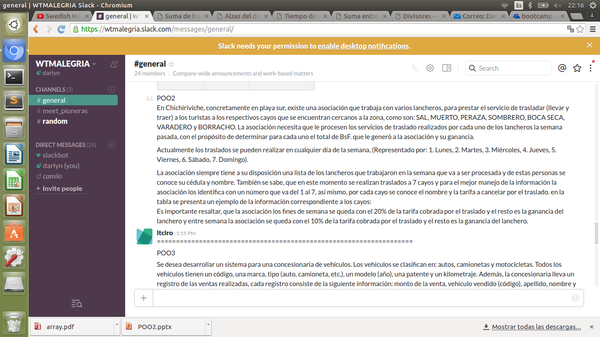 general | Slack - Chromium
Es
22:16
Swedish Ho
general | W
Suma de l
Alzas del d
Tiempo de
Suma entr
Divisores -
Correo: Da
bootcamp
https://wtmalegria.slack.com/messages/general/
Slack needs your permission to enable desktop notifications.
WTMALEGRIA
darlyn
CHANNELS (3)
# general
# meet_pioneras
# random
DIRECT MESSAGES
slackbot
darlyn (you)
camilo
+ Invite people
#general
24 members
Company-wide announcements and work-based matters
Search
POO2
En Chichiriviche, concretamente en playa sur, existe una asociación que trabaja con varios lancheros, para prestar el servicio de trasladar (llevar y
traer) a los turistas a los respectivos cayos que se encuentran cercanos a la zona, como son: SAL, MUERTO, PERAZA, SOMBRERO, BOCA SECA,
VARADERO y BORRACHO. La asociación necesita que le procesen los servicios de traslado realizados por cada uno de los lancheros la semana
pasada, con el propósito de determinar para cada uno el total de BsF. que le generó a la asociación y su ganancia.
Actualmente los traslados se pueden realizar en cualquier día de la semana, (Representado por: 1. Lunes, 2. Martes, 3. Miércoles, 4. Jueves, 5.
Viernes, 6. Sábado, 7. Domingo).
La asociación siempre tiene a su disposición una lista de los lancheros que trabajaron en la semana que va a ser procesada y de estas personas se
conoce su cédula y nombre. También se sabe, que en este momento se realizan traslados a 7 cayos y para el mejor manejo de la información la
asociación los identifica con un número que va del 1 al 7, así mismo, por cada cayo se conoce el nombre y la tarifa a cancelar por el traslado. en la
tabla se presenta un ejemplo de la información correspondiente a los cayos:
Es importante resaltar, que la asociación los fines de semana se queda con el 20% de la tarifa cobrada por el traslado y el resto es la ganancia del
lanchero y entre semana la asociación se queda con el 10% de la tarifa cobrada por el traslado y el resto es la ganancia del lanchero.
ltciro 5:55 PM
POO3
Se desea desarrollar un sistema para una concesionaria de vehículos. Los vehículos se clasifican en: autos, camionetas y motocicletas. Todos los
vehículos tienen un código, una marca, tipo (auto, camioneta, etc.), un modelo (año), una patente y un kilometraje. Además, la concesionaria lleva un
registro de las ventas realizadas, cada registro consiste de la siguiente información: monto de la venta, vehículo vendido (código), apellido, nombre y
array.pdf
POO2.pptx
Mostrar todas las descargas...